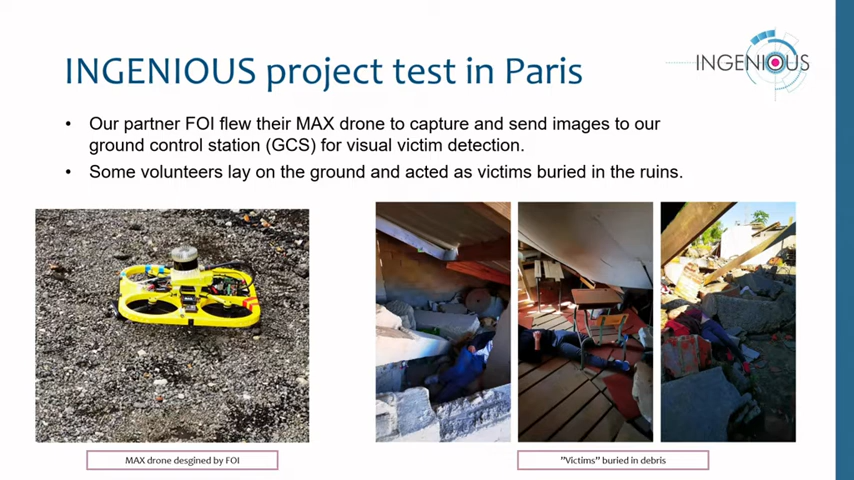 INGENIOUS project test in Paris
INGENIOUS
• Our partner FOI flew their MAX drone to capture and send images to our
ground control station (GCS) for visual victim detection.
• Some volunteers lay on the ground and acted as victims buried in the ruins.
MAX drone desgined by FOI
"Victims" buried in debris